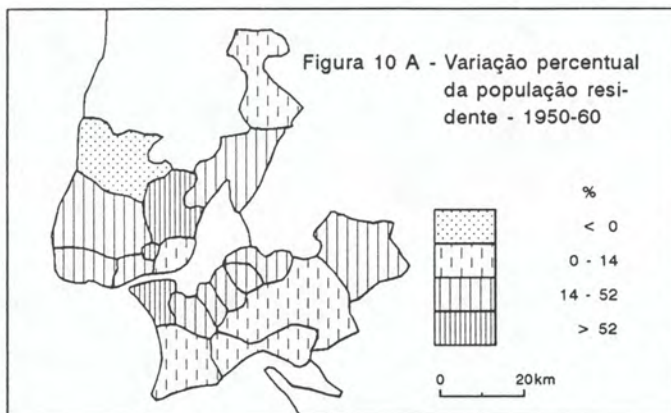 Figura 10 A - Variação percentual
da população resi-
dente - 1950-60
%
< 0
0 - 14
14 - 52
> 52
0 20km